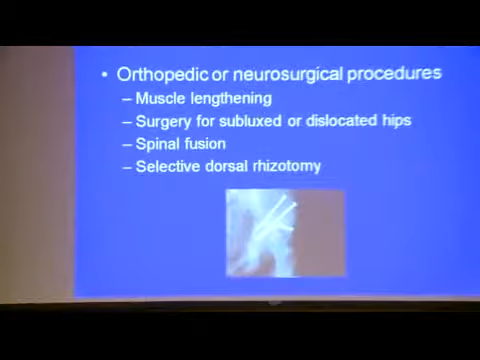 • Orthopedic or neurosurgical procedures
– Muscle lengthening
– Surgery for subluxed or dislocated hips
– Spinal fusion
– Selective dorsal rhizotomy